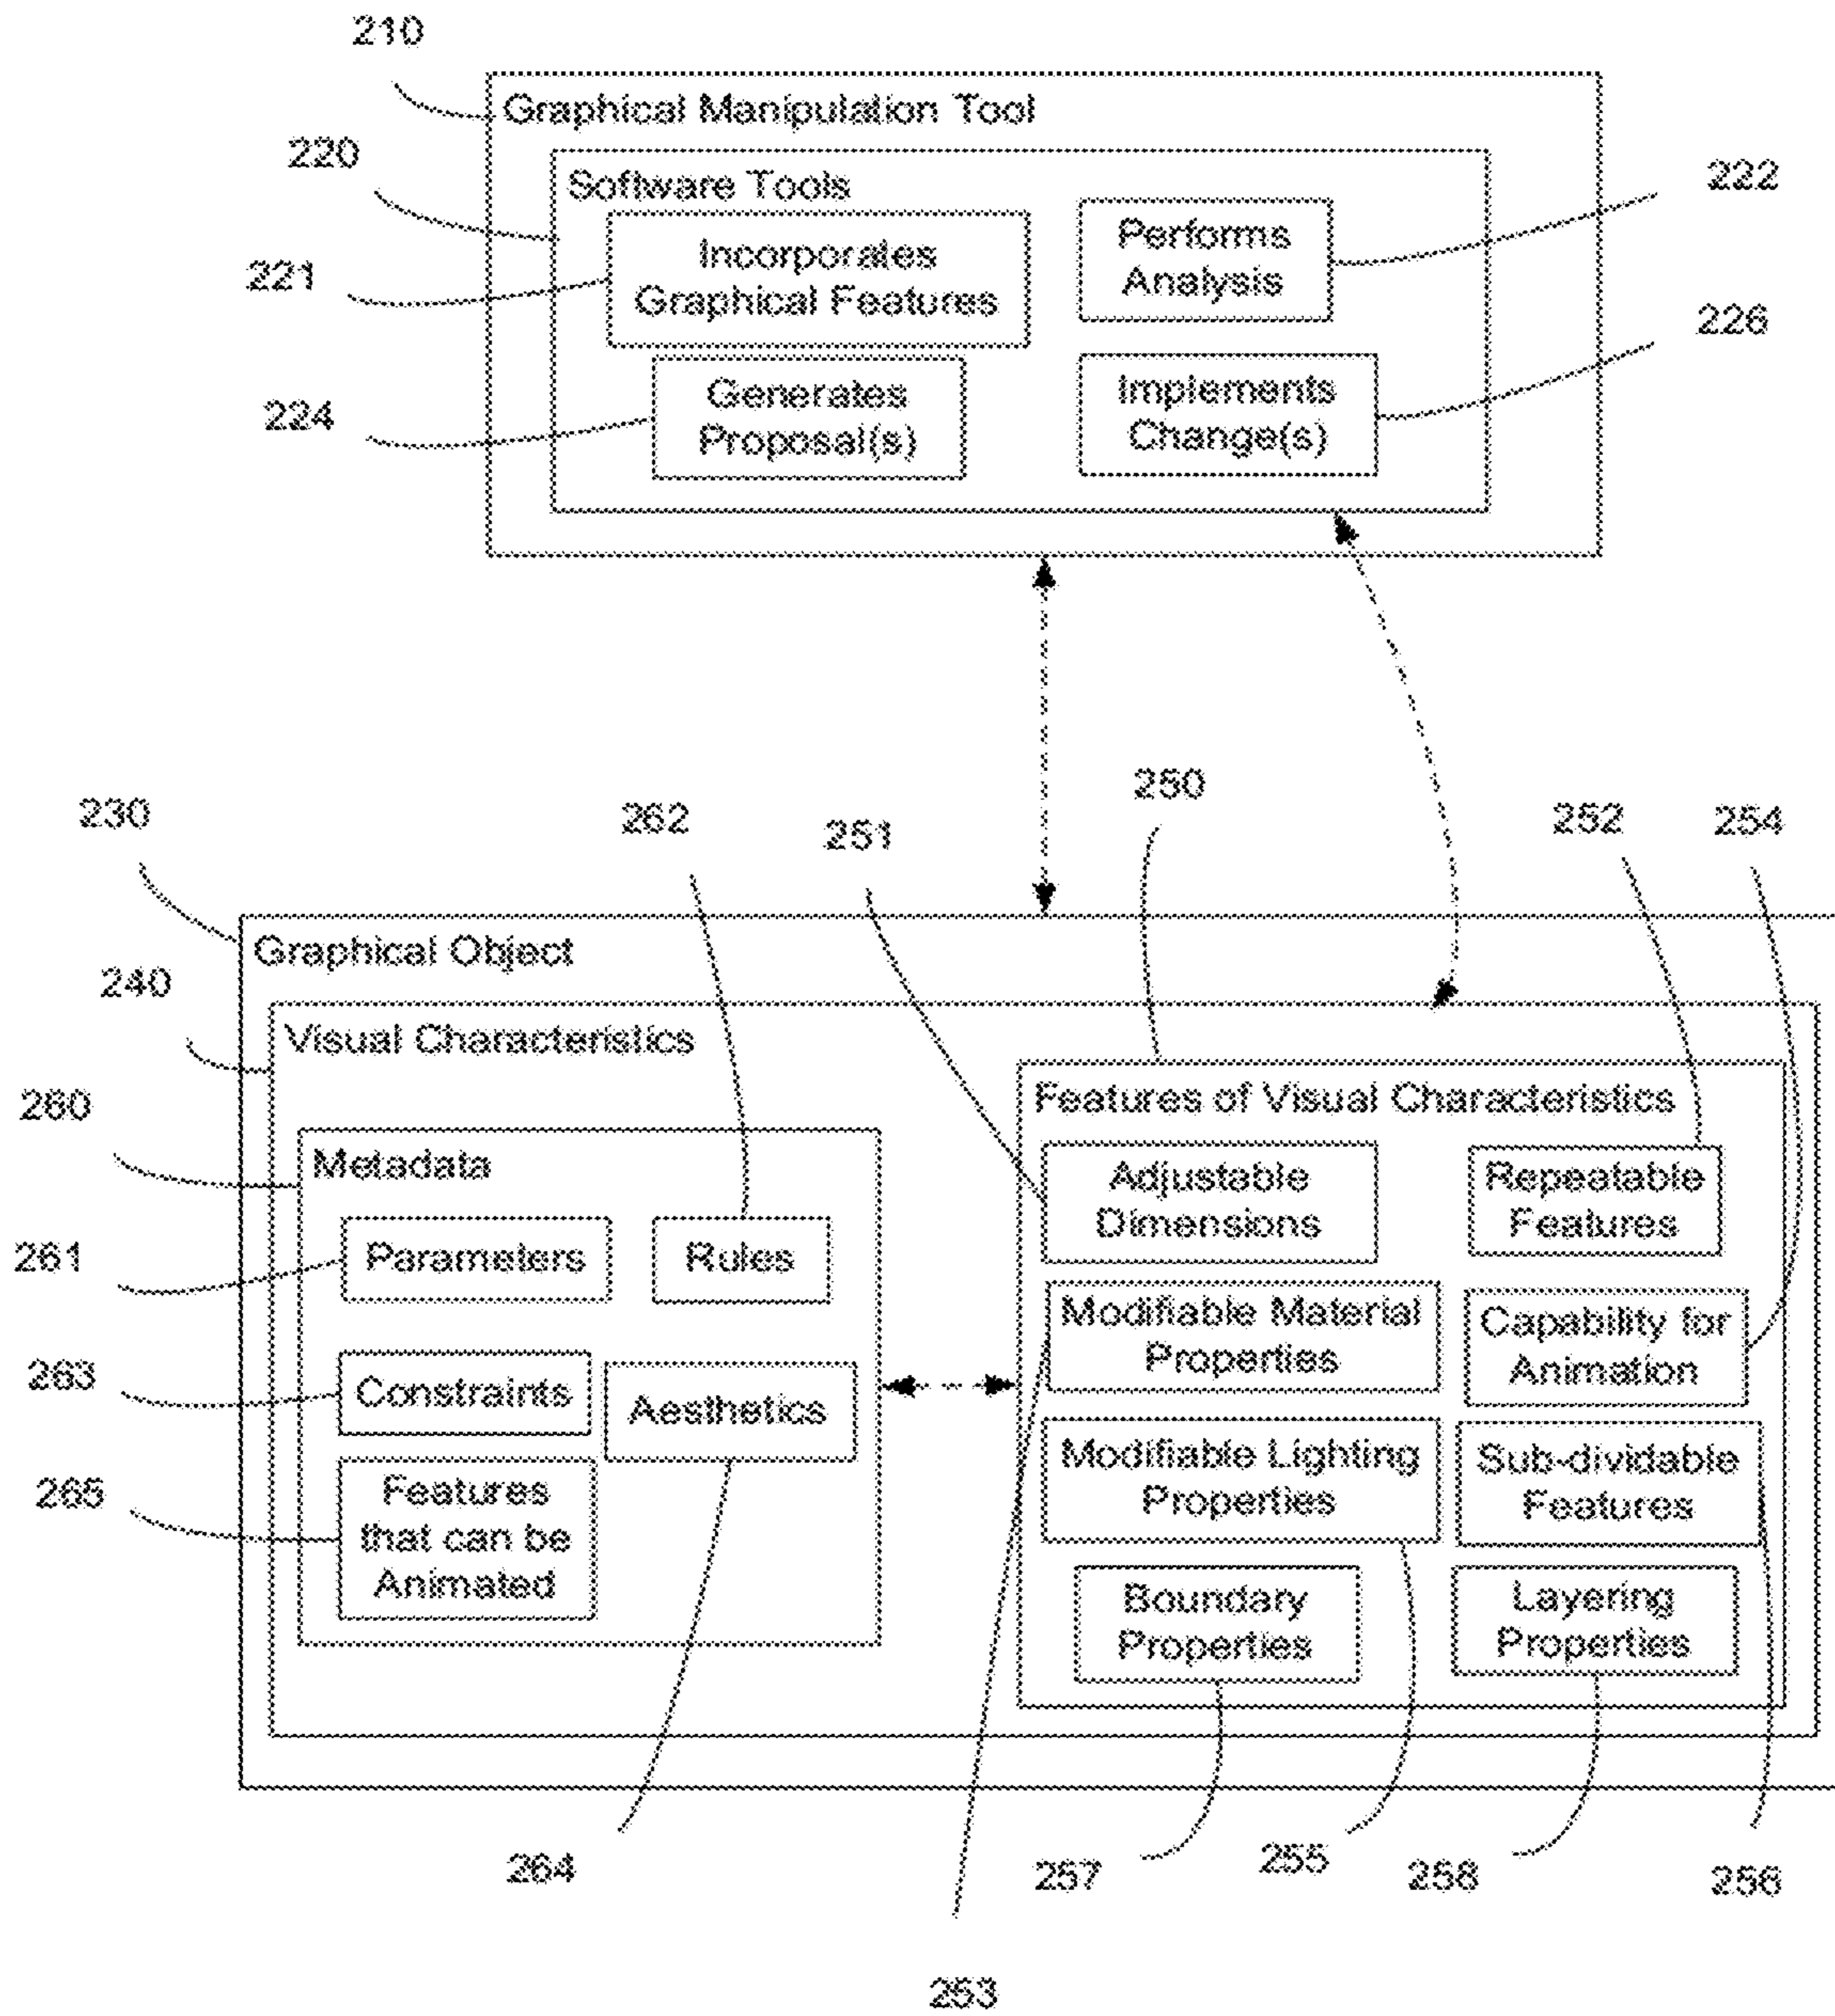 210
Graphical Manipulation Tool
220
Software Tools
222
Incorporates
Graphical Features
Performs
Analysis
221
226
224
Generates
Proposal(s)
Implements
Change(s)
230
262
251
250
252
254
Graphical Object
240
Visual Characteristics
260
Features of Visual Characteristics
Metadata
Adjustable
Dimensions
Repeatable
Features
261
Parameters
Rules
Modifiable Material
Properties
Capability for
Animation
263
Constraints
Aesthetics
Modifiable Lighting
Properties
Sub-dividable
Features
265
Features
that can be
Animated
Boundary
Properties
Layering
Properties
264
257
255
258
256
253